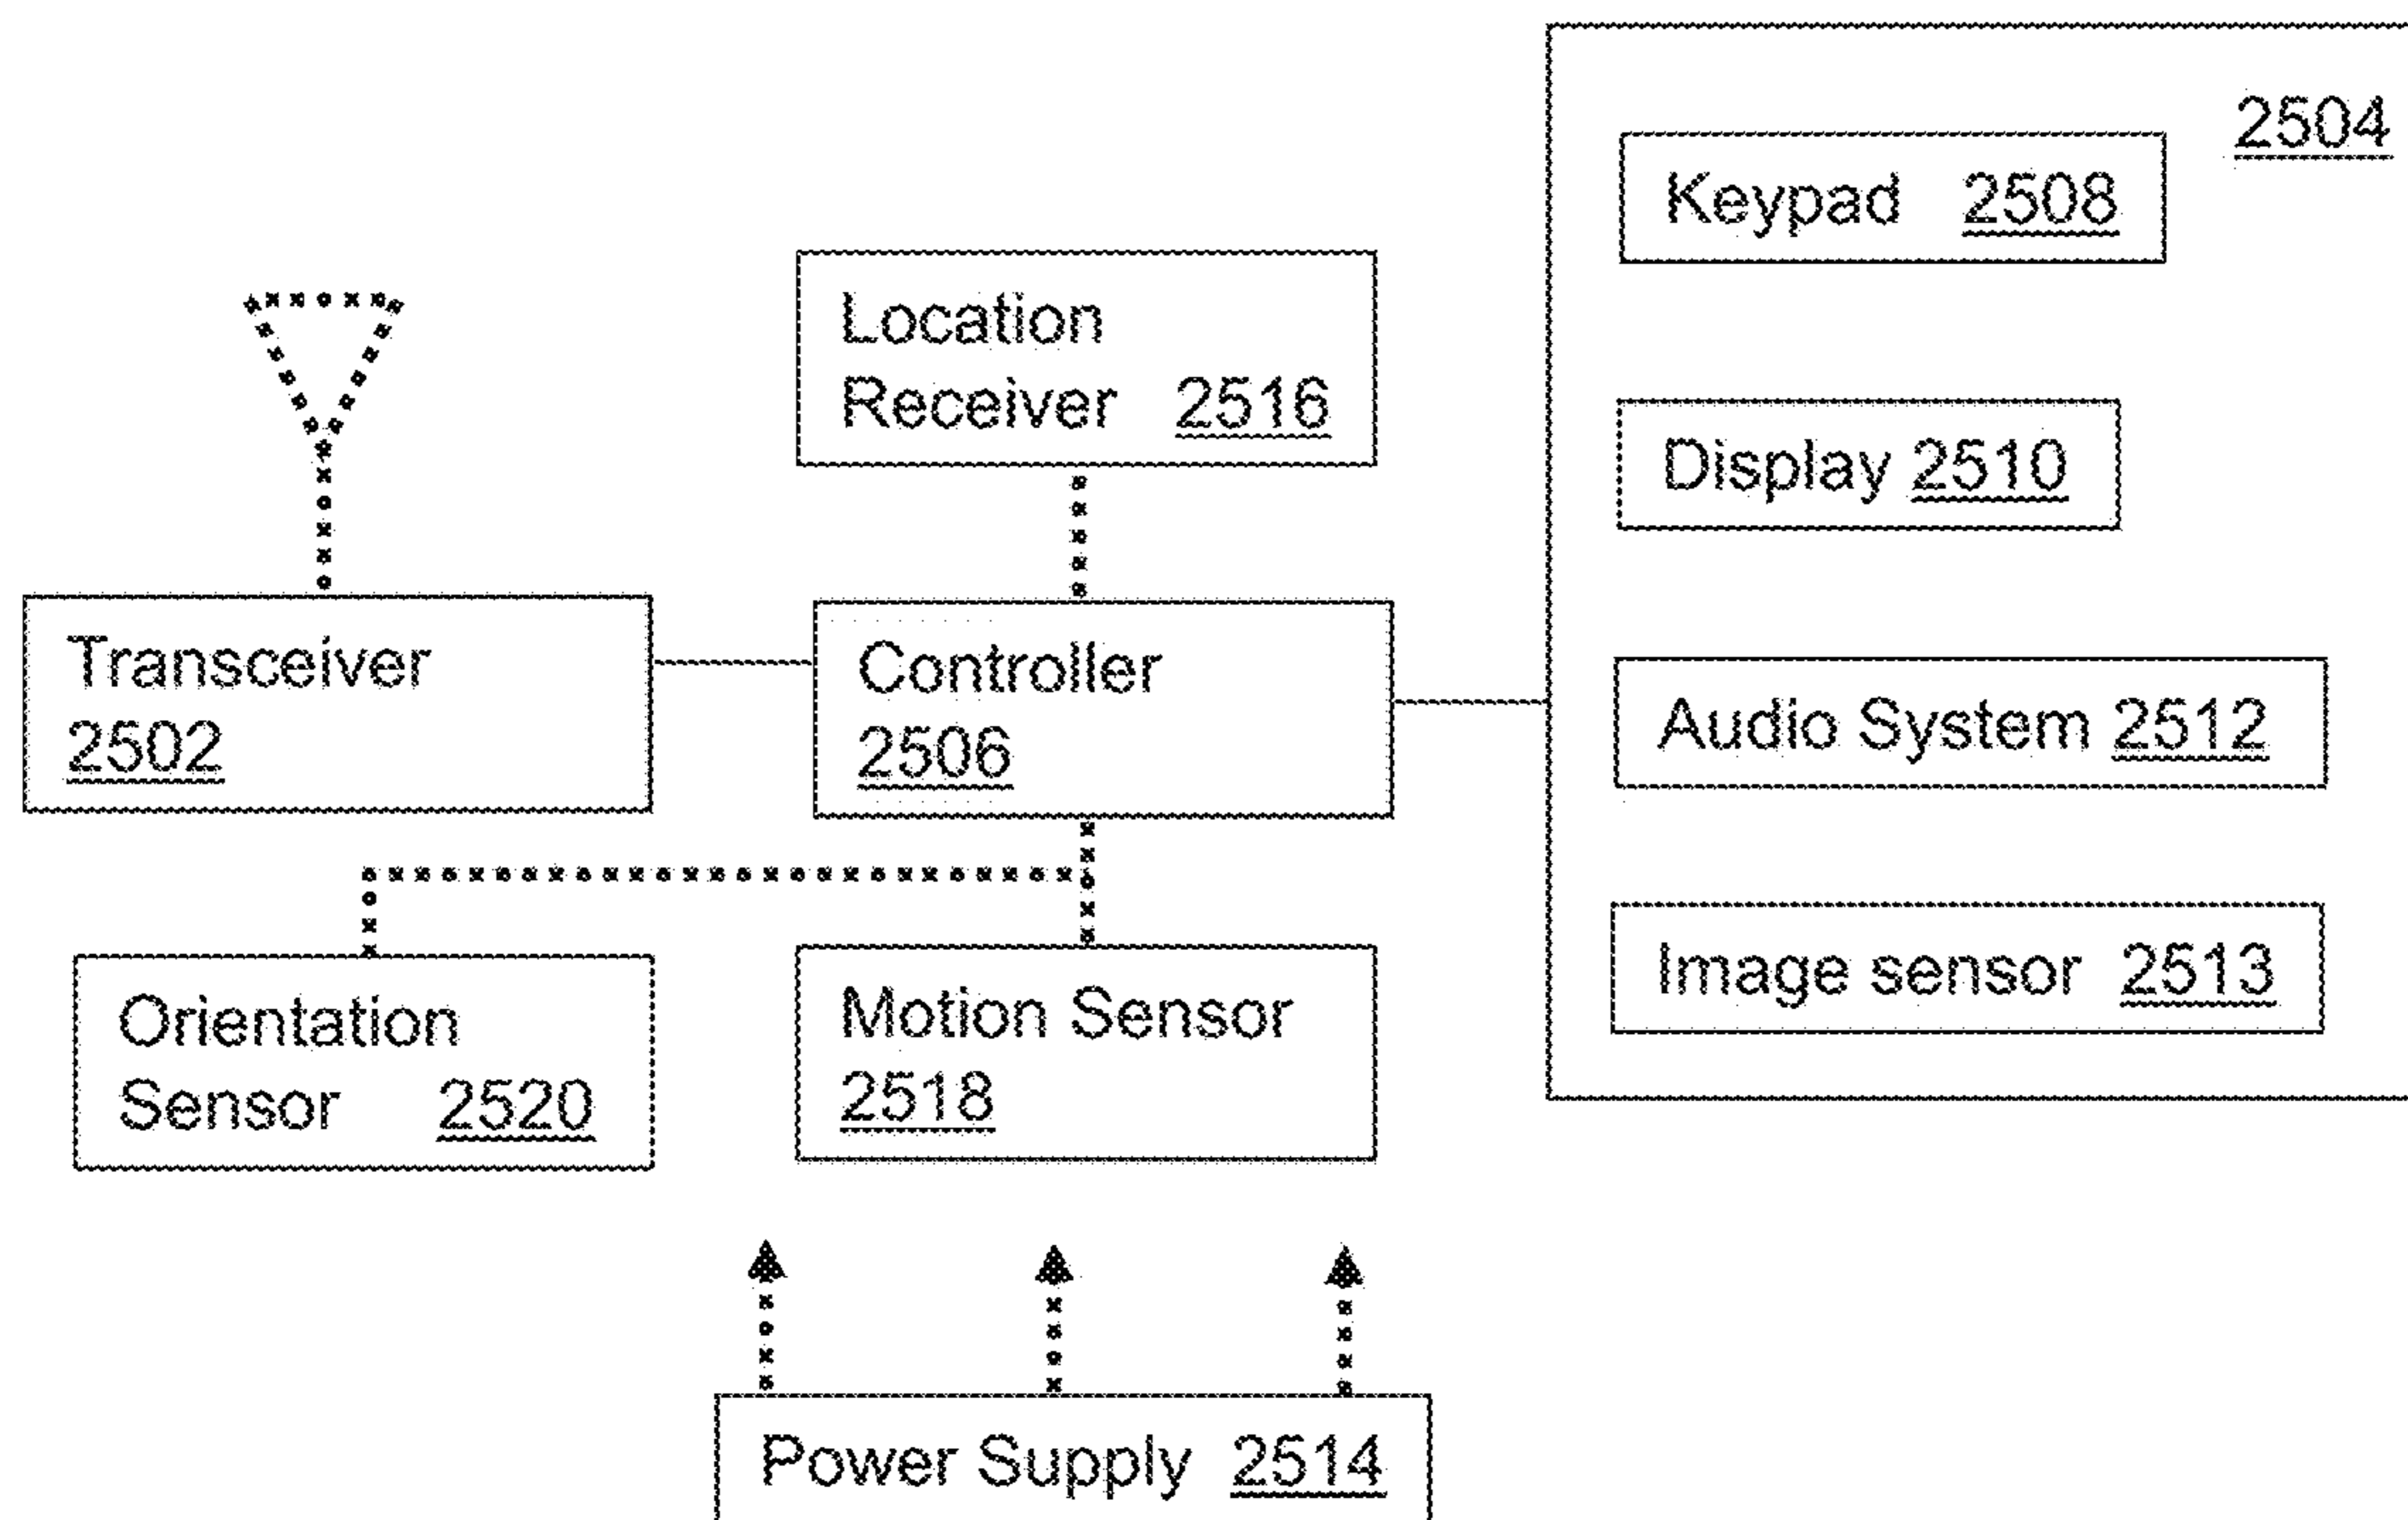 2504
Keypad 2508
Location
Receiver 2516
Display 2510
Transceiver
2502
Controller
2506
Audio System 2512
Image sensor 2513
Orientation
Sensor 2520
Motion Sensor
2518
Power Supply 2514